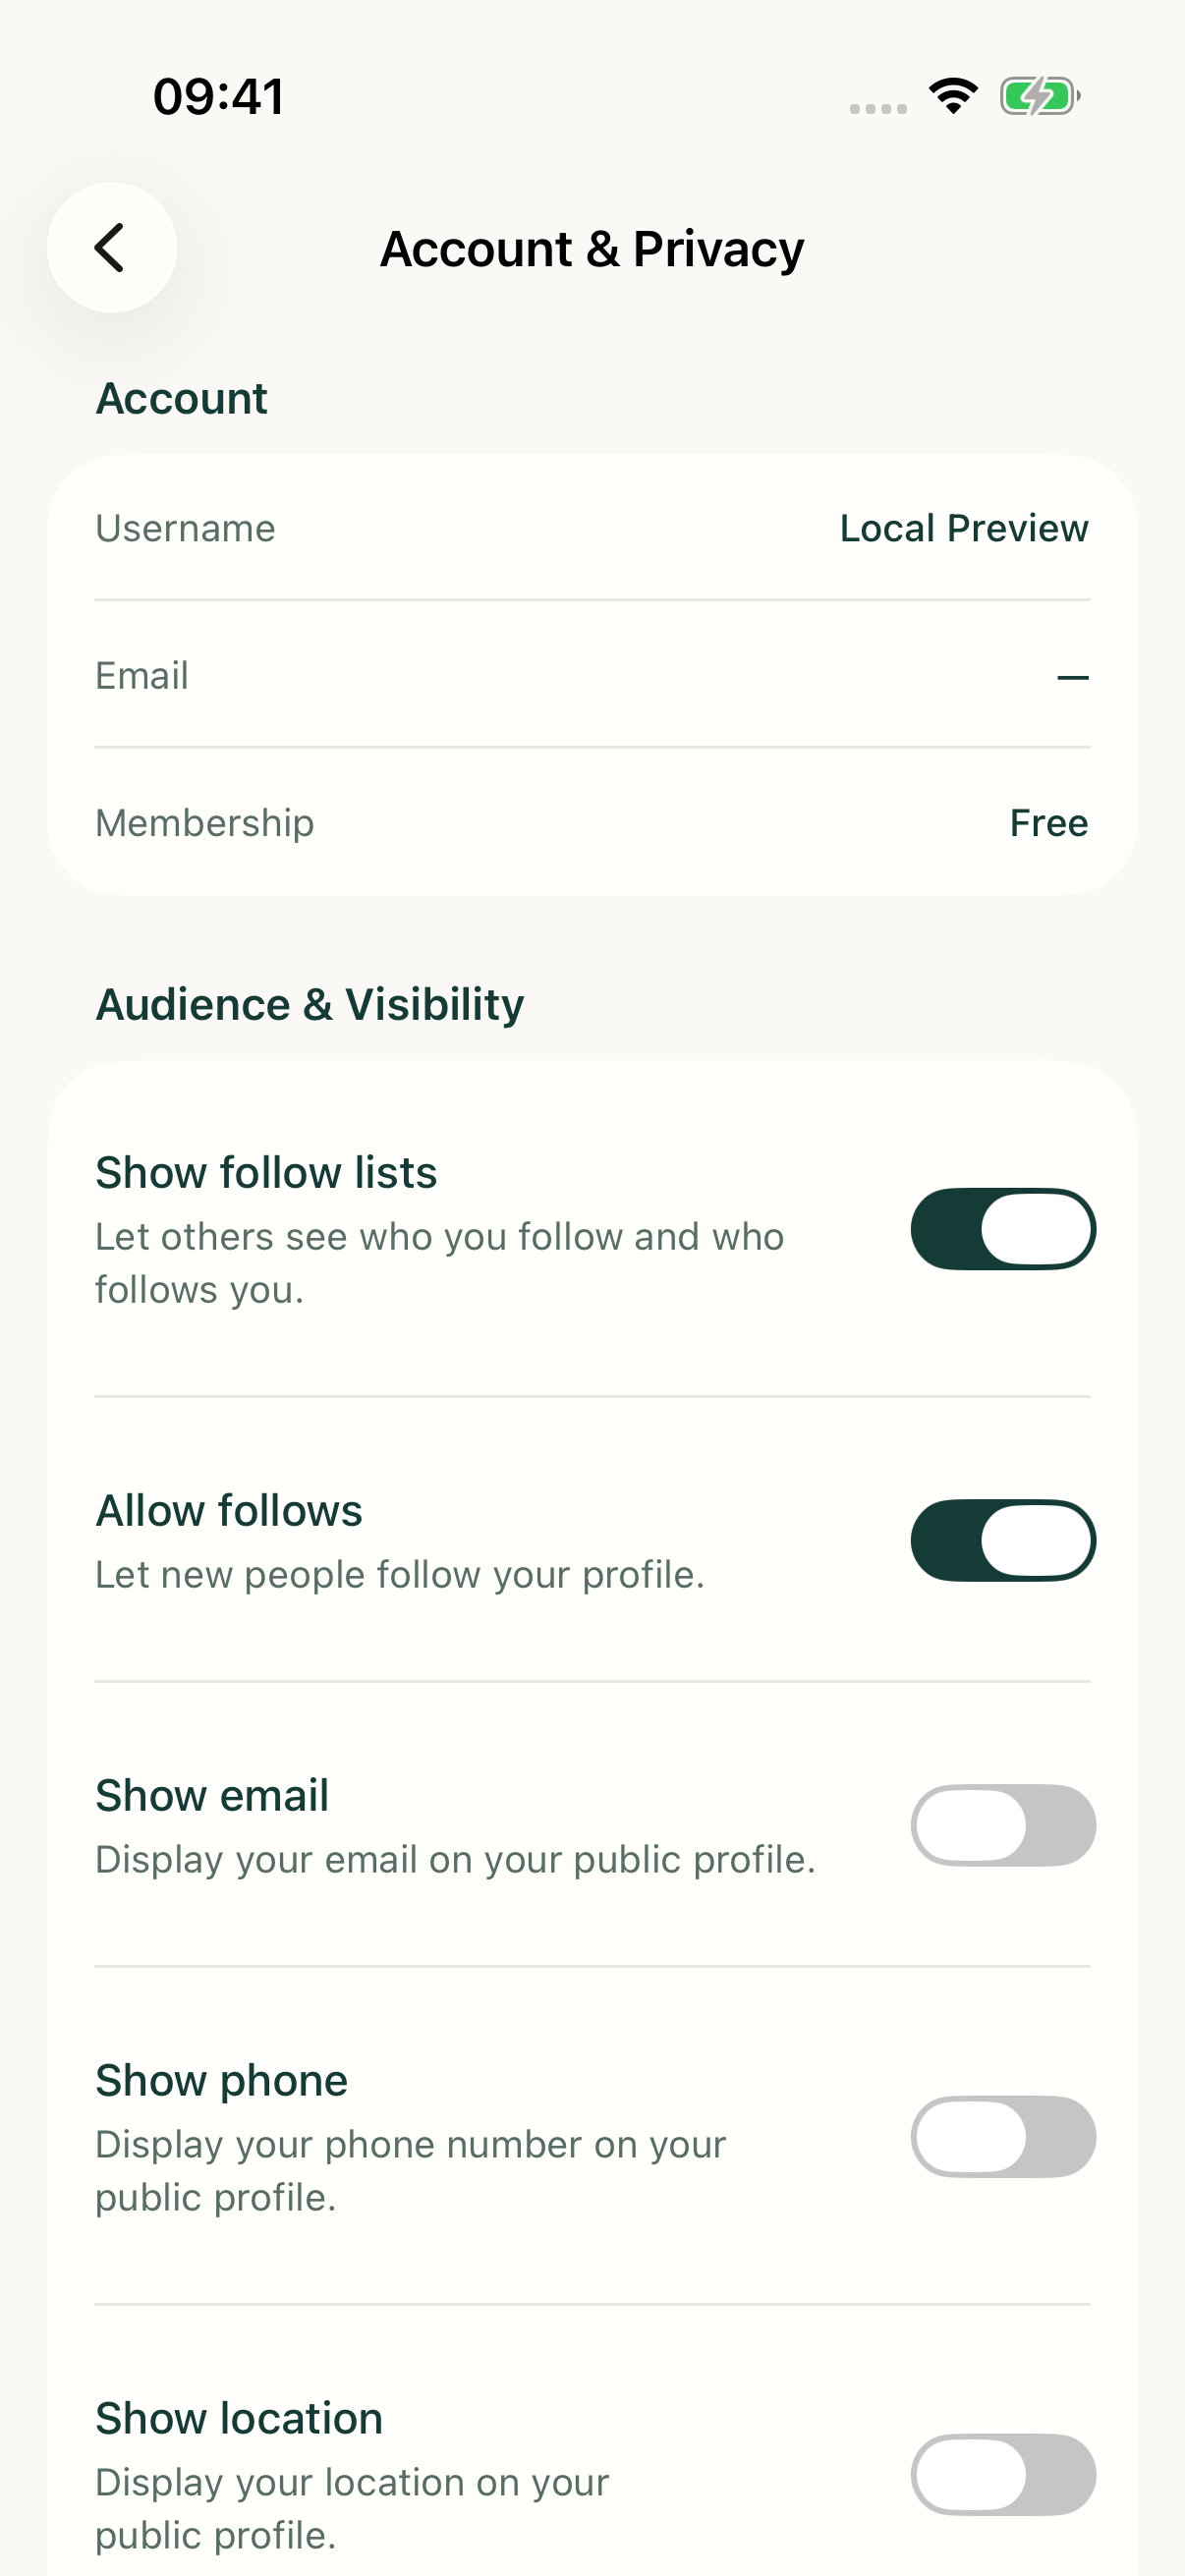 09:41
Account & Privacy
Account
Username Local Preview
Email —
Membership Free
Audience & Visibility
Show follow lists
Let others see who you follow and who
follows you.
Allow follows
Let new people follow your profile.
Show email
Display your email on your public profile.
Show phone
Display your phone number on your
public profile.
Show location
Display your location on your
public profile.